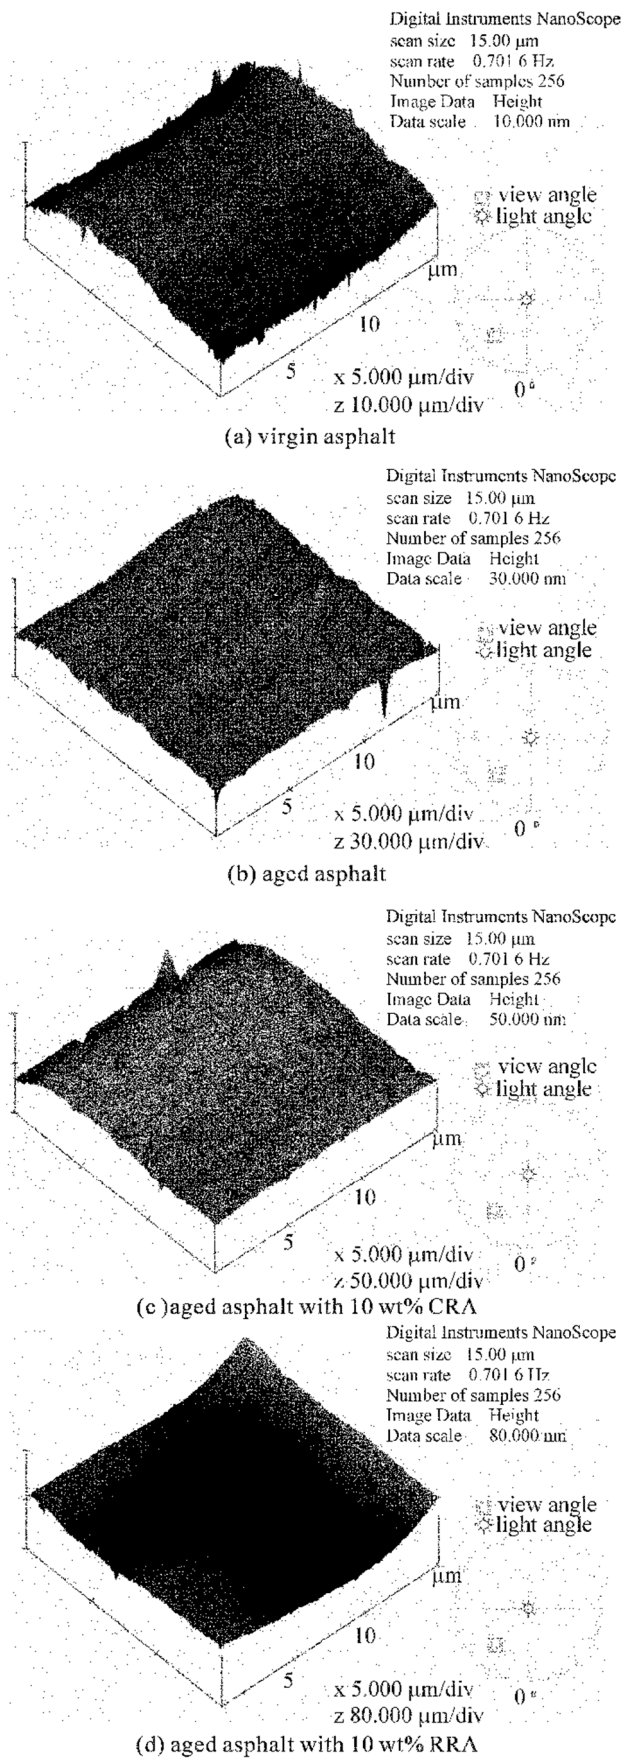 Digital Instruments NanoScope
scan size 15.00 μm
scan rate 0.701 6 Hz
Number of samples 256
Image Data Height
Data scale 10.000 nm
view angle
light angle
μm
10
5
x 5.000 μm/div
z 10.000 μm/div
0°
(a) virgin asphalt
Digital Instruments NanoScope
scan size 15.00 μm
scan rate 0.701 6 Hz
Number of samples 256
Image Data Height
Data scale 30.000 nm
view angle
light angle
μm
10
5
x 5.000 μm/div
z 30.000 μm/div
0°
(b) aged asphalt
Digital Instruments NanoScope
scan size 15.00 μm
scan rate 0.701 6 Hz
Number of samples 256
Image Data Height
Data scale 50.000 nm
view angle
light angle
μm
10
5
x 5.000 μm/div
z 50.000 μm/div
0°
(c )aged asphalt with 10 wt% CRA
Digital Instruments NanoScope
scan size 15.00 μm
scan rate 0.701 6 Hz
Number of samples 256
Image Data Height
Data scale 80.000 nm
view angle
light angle
μm
10
5
x 5.000 μm/div
z 80.000 μm/div
0°
(d) aged asphalt with 10 wt% RRA